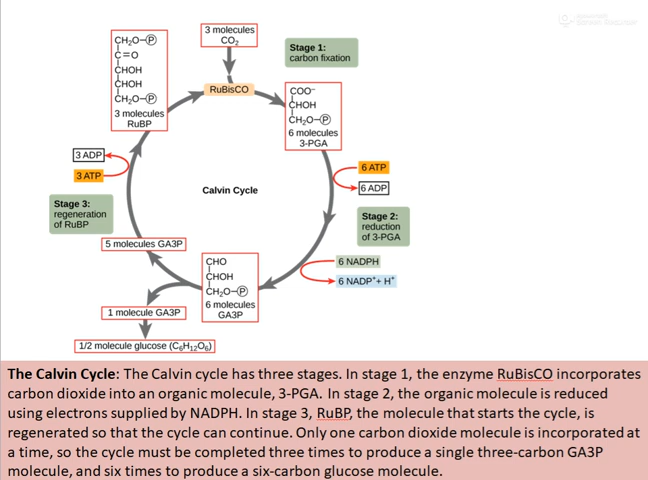 3 molecules
CO₂
Stage 1:
carbon fixation
CH₂O–P
C=O
CHOH
CHOH
CH₂O–P
3 molecules
RuBP
RuBisCO
COO⁻
CHOH
CH₂O–P
6 molecules
3-PGA
3 ADP
3 ATP
6 ATP
6 ADP
Calvin Cycle
Stage 3:
regeneration
of RuBP
Stage 2:
reduction
of 3-PGA
5 molecules GA3P
CHO
CHOH
CH₂O–P
6 molecules
GA3P
6 NADPH
6 NADP⁺+ H⁺
1 molecule GA3P
1/2 molecule glucose (C₆H₁₂O₆)
The Calvin Cycle: The Calvin cycle has three stages. In stage 1, the enzyme RuBisCO incorporates
carbon dioxide into an organic molecule, 3-PGA. In stage 2, the organic molecule is reduced
using electrons supplied by NADPH. In stage 3, RuBP, the molecule that starts the cycle, is
regenerated so that the cycle can continue. Only one carbon dioxide molecule is incorporated at
a time, so the cycle must be completed three times to produce a single three-carbon GA3P
molecule, and six times to produce a six-carbon glucose molecule.